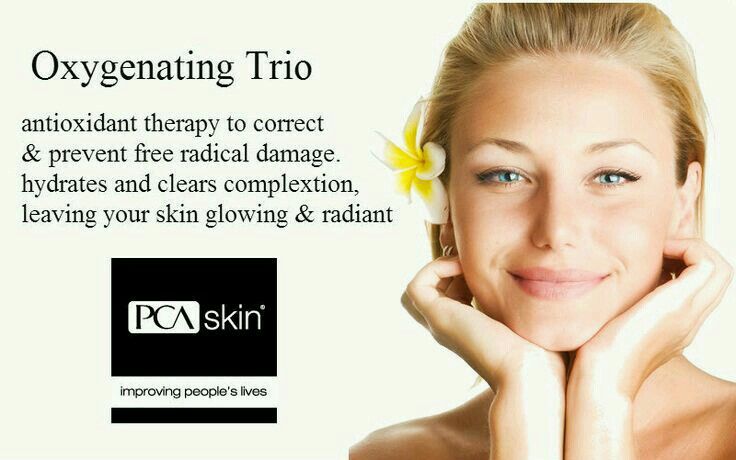 Oxygenating Trio
antioxidant therapy to correct
& prevent free radical damage.
hydrates and clears complextion,
leaving your skin glowing & radiant
PCA skin®
improving people's lives